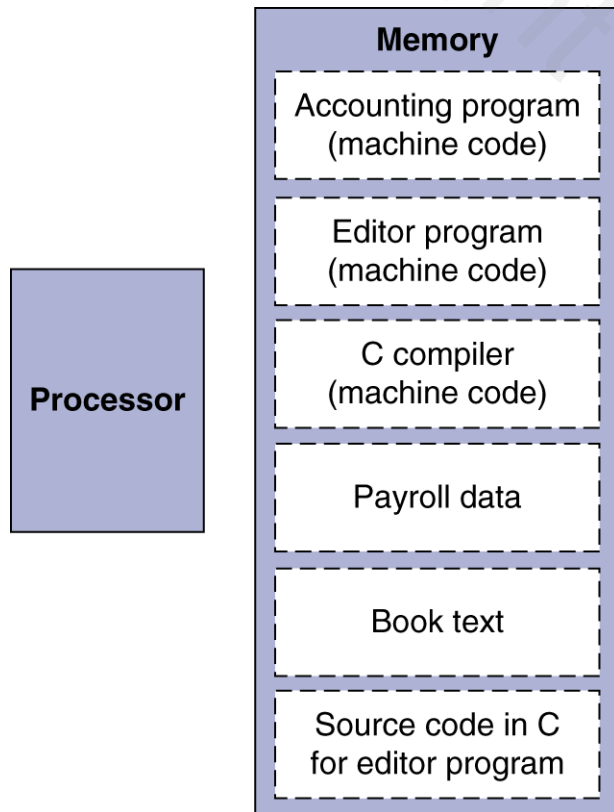 Memory
Accounting program
(machine code)
Editor program
(machine code)
C compiler
(machine code)
Processor
Payroll data
Book text
Source code in C
for editor program